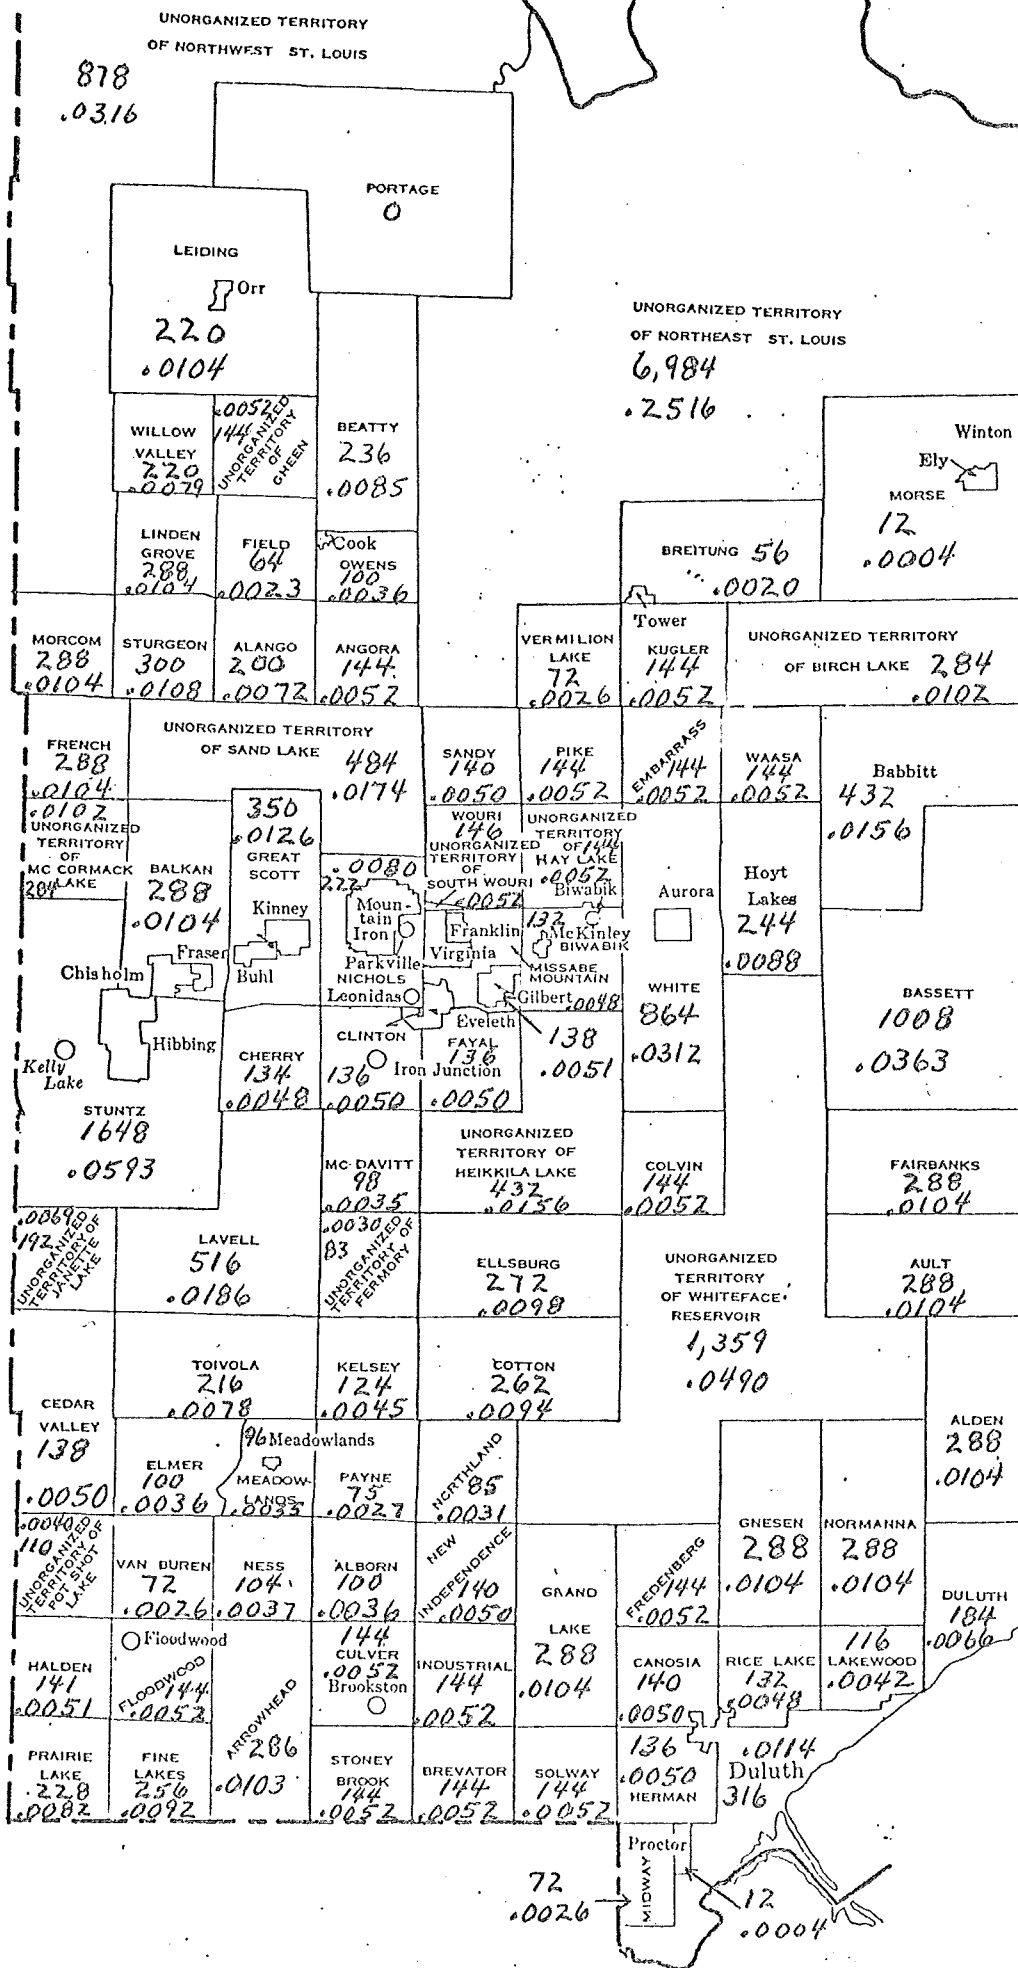 UNORGANIZED TERRITORY
OF NORTHWEST ST. LOUIS
878
.0316
PORTAGE
0
LEIDING
Orr
220
.0104
UNORGANIZED TERRITORY
OF NORTHEAST ST. LOUIS
6,984
.2516
WILLOW
VALLEY
220
.0079
.0052
144
UNORGANIZED
TERRITORY
OF
GHEEN
BEATTY
236
.0085
Winton
Ely
MORSE
12
.0004
LINDEN
GROVE
288
.0104
FIELD
64
.0023
Cook
OWENS
100
.0036
BREITUNG 56
.0020
Tower
MORCOM
288
.0104
STURGEON
300
.0108
ALANGO
200
.0072
ANGORA
144
.0052
VERMILION
LAKE
72
.0026
KUGLER
144
.0052
UNORGANIZED TERRITORY
OF BIRCH LAKE 284
.0102
FRENCH
288
.0104
UNORGANIZED TERRITORY
OF SAND LAKE 484
.0174
SANDY
140
.0050
PIKE
144
.0052
EMBARRASS
144
.0052
WAASA
144
.0052
Babbitt
432
.0156
.0102
UNORGANIZED
TERRITORY
OF
MC CORMACK
LAKE
284
BALKAN
288
.0104
350
.0126
GREAT
SCOTT
Kinney
Buhl
Fraser
Chisholm
Hibbing
Kelly
Lake
STUNTZ
1648
.0593
.0080
222
Moun-
tain
Iron
Parkville
NICHOLS
Leonidas
WOURI
146
UNORGANIZED
TERRITORY
OF
SOUTH WOURI
.0052
UNORGANIZED
TERRITORY
OF 144
HAY LAKE
.0052
Biwabik
132
McKinley
BIWABIK
Franklin
Virginia
MISSABE
MOUNTAIN
Gilbert
.0048
Eveleth
138
.0051
Aurora
WHITE
864
.0312
Hoyt
Lakes
244
.0088
BASSETT
1008
.0363
CHERRY
134
.0048
CLINTON
136
.0050
Iron Junction
FAYAL
136
.0050
MC DAVITT
98
.0035
UNORGANIZED
TERRITORY OF
HEIKKILA LAKE
432
.0156
COLVIN
144
.0052
FAIRBANKS
288
.0104
.0069
192
UNORGANIZED
TERRITORY OF
JANETTE
LAKE
LAVELL
516
.0186
.0030
83
UNORGANIZED
TERRITORY OF
FERMORY
ELLSBURG
272
.0098
UNORGANIZED
TERRITORY
OF WHITEFACE
RESERVOIR
1,359
.0490
AULT
288
.0104
CEDAR
VALLEY
138
.0050
TOIVOLA
216
.0078
KELSEY
124
.0045
COTTON
262
.0094
ELMER
100
.0036
96 Meadowlands
MEADOW-
LANDS
.0035
PAYNE
75
.0027
NORTHLAND
85
.0031
ALDEN
288
.0104
.0040
110
UNORGANIZED
TERRITORY OF
POT SHOT
LAKE
VAN BUREN
72
.0026
NESS
104
.0037
ALBORN
100
.0036
NEW
INDEPENDENCE
140
.0050
GRAND
LAKE
288
.0104
FREDENBERG
144
.0052
GNESEN
288
.0104
NORMANNA
288
.0104
DULUTH
184
.0066
HALDEN
141
.0051
Floodwood
FLOODWOOD
144
.0052
ARROWHEAD
286
.0103
144
CULVER
.0052
Brookston
INDUSTRIAL
144
.0052
CANOSIA
140
.0050
RICE LAKE
132
.0048
116
LAKEWOOD
.0042
PRAIRIE
LAKE
228
.0082
FINE
LAKES
256
.0092
STONEY
BROOK
144
.0052
BREVATOR
144
.0052
SOLWAY
144
.0052
136
.0050
HERMAN
.0114
Duluth
316
Proctor
MIDWAY
72
.0026
12
.0004